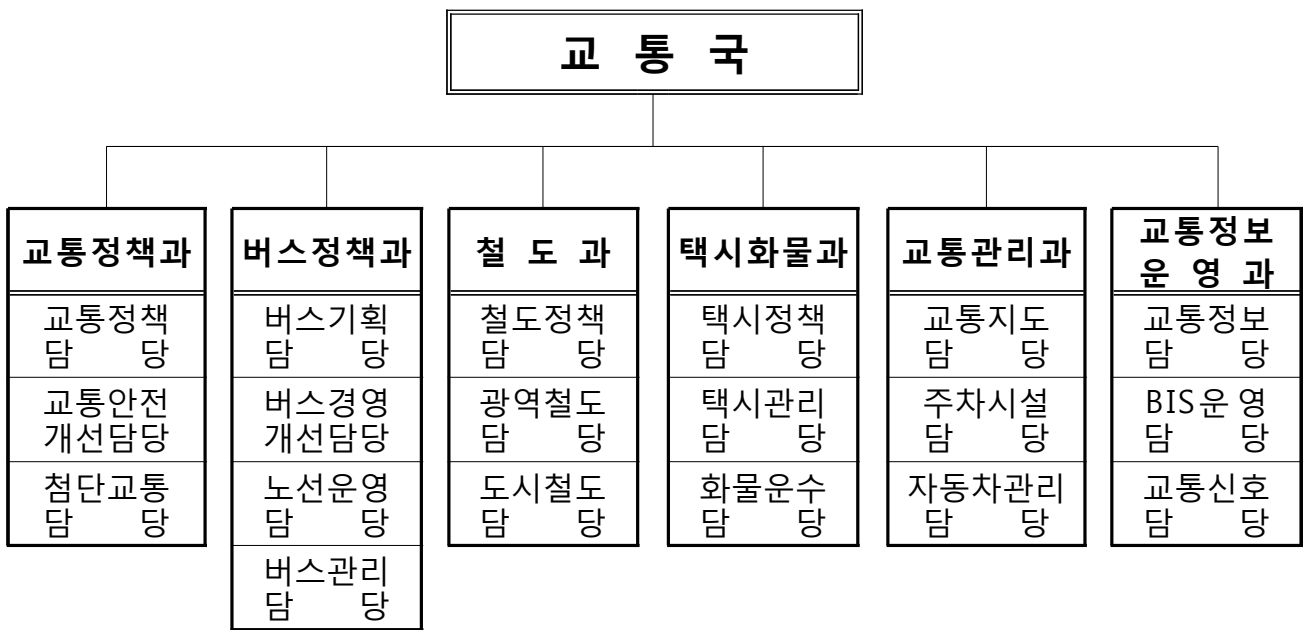 교 통 국
교통정책과
교통정책
담 당
교통안전
개선담당
첨단교통
담 당
버스정책과
버스기획
담 당
버스경영
개선담당
노선운영
담 당
버스관리
담 당
철 도 과
철도정책
담 당
광역철도
담 당
도시철도
담 당
택시화물과
택시정책
담 당
택시관리
담 당
화물운수
담 당
교통관리과
교통지도
담 당
주차시설
담 당
자동차관리
담 당
교통정보
운 영 과
교통정보
담 당
BIS운 영
담 당
교통신호
담 당